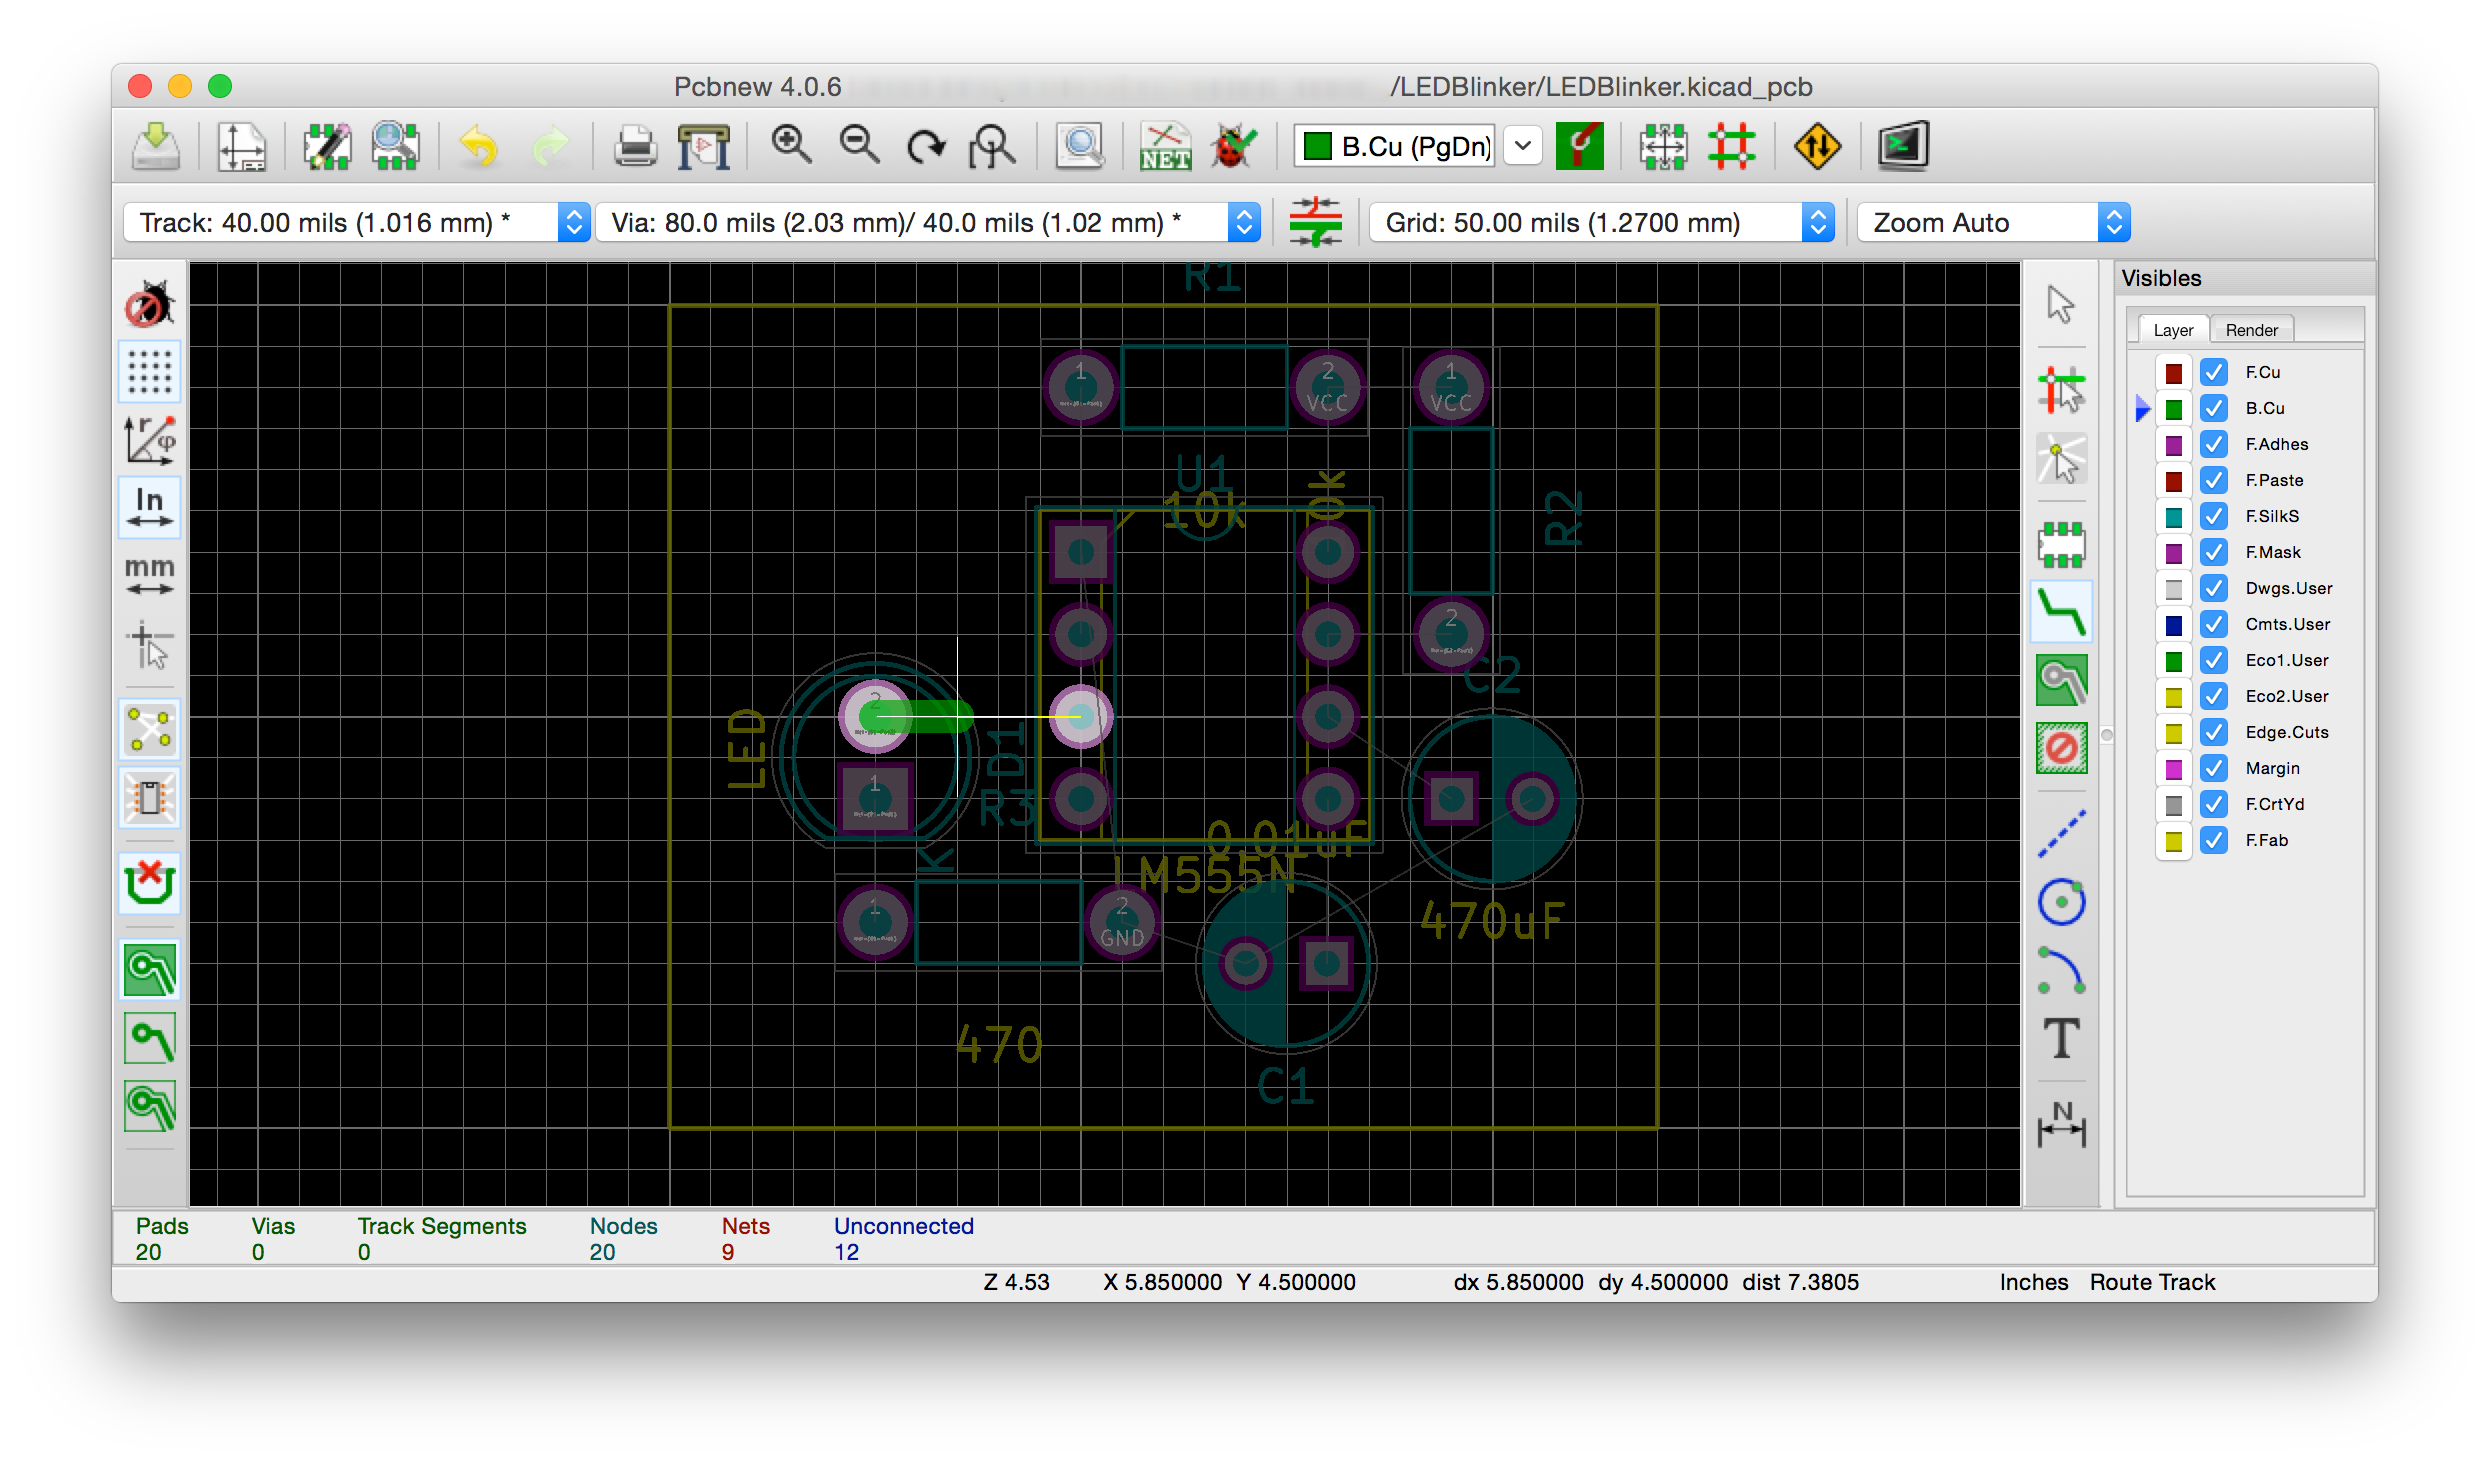 Pcbnew 4.0.6 /LEDBlinker/LEDBlinker.kicad_pcb
NET B.Cu (PgDn)
Track: 40.00 mils (1.016 mm) * Via: 80.0 mils (2.03 mm)/ 40.0 mils (1.02 mm) * Grid: 50.00 mils (1.2700 mm) Zoom Auto
Visibles
Layer Render
F.Cu
B.Cu
F.Adhes
F.Paste
F.SilkS
F.Mask
Dwgs.User
Cmts.User
Eco1.User
Eco2.User
Edge.Cuts
Margin
F.CrtYd
F.Fab
r
φ
In
mm
R1
1 2 1
VCC VCC
U1
10k
0k
R2
2
C2
2
LED
D1
1
R3
K
0.01uF
LM555N
1 2
GND
470uF
470
C1
T
N
Pads Vias Track Segments Nodes Nets Unconnected
20 0 0 20 9 12
Z 4.53 X 5.850000 Y 4.500000 dx 5.850000 dy 4.500000 dist 7.3805 Inches Route Track